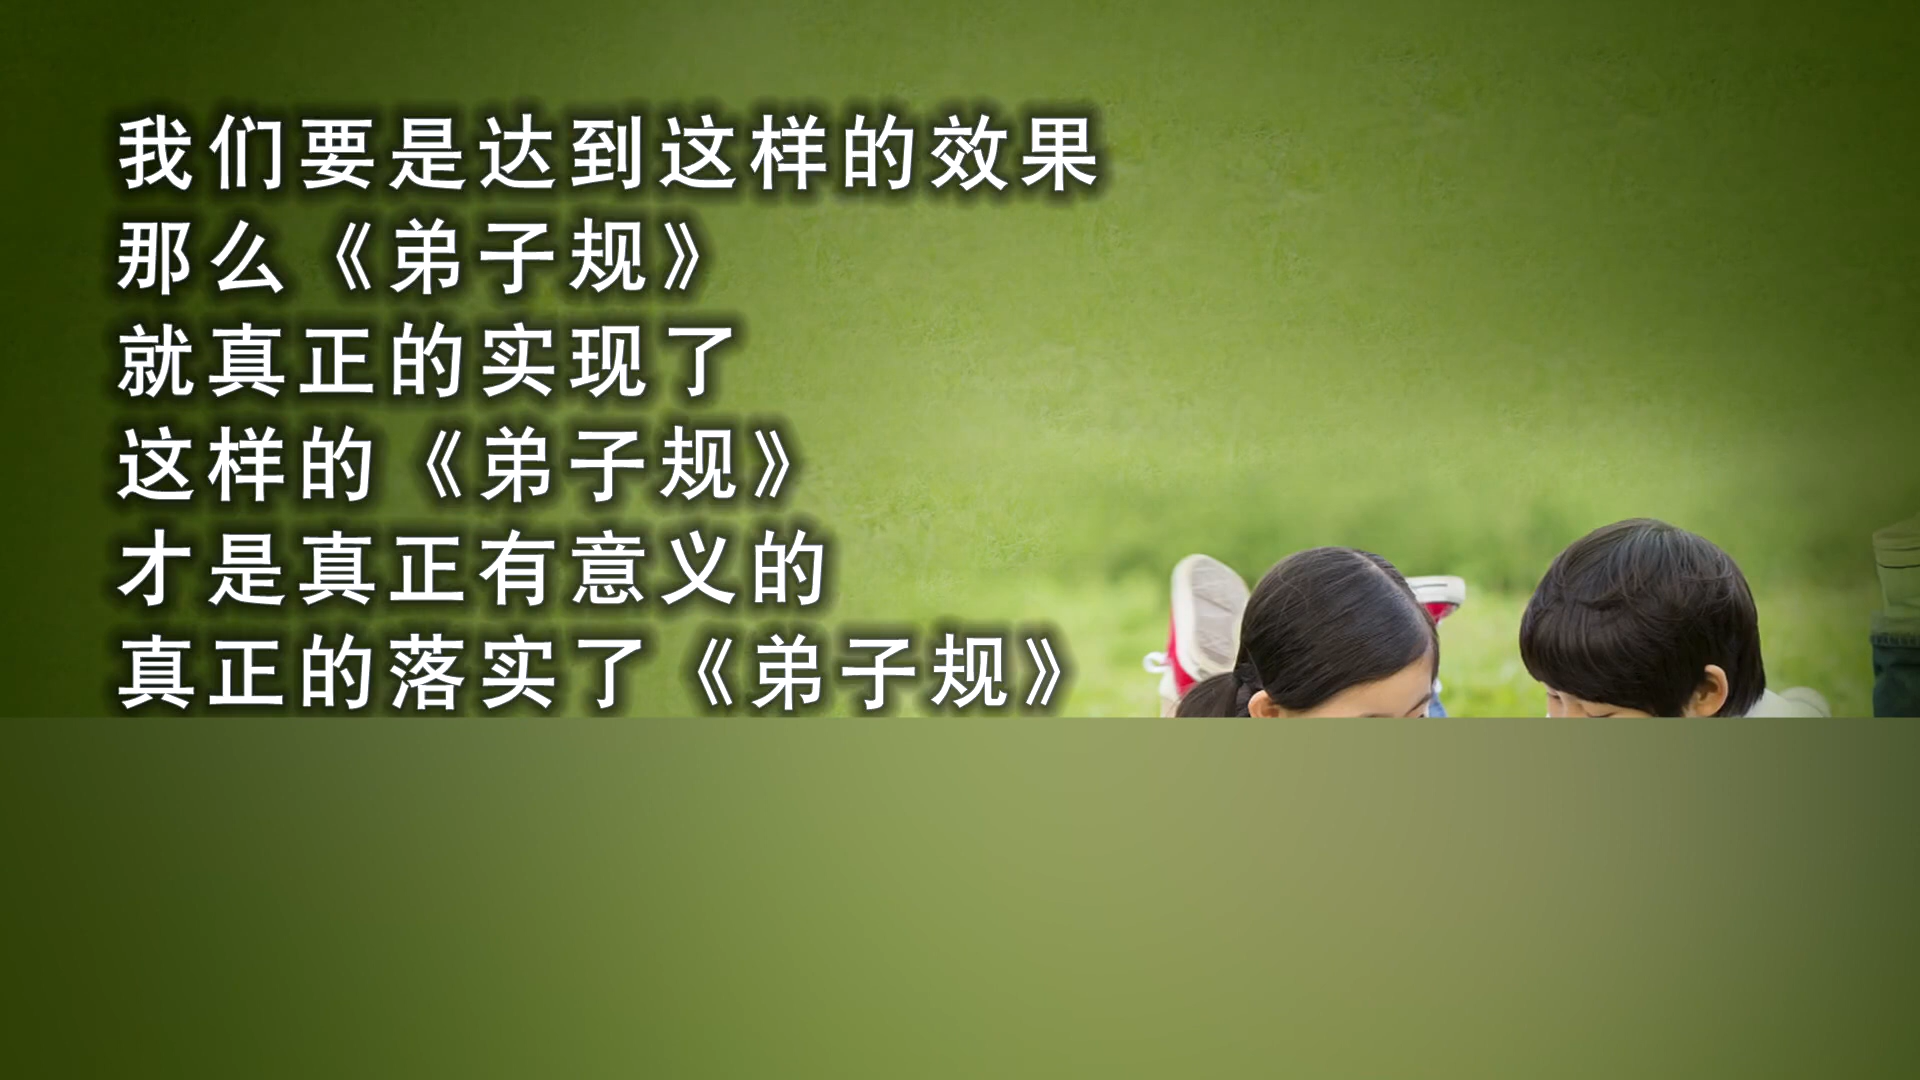 我们要是达到这样的效果
那么《弟子规》
就真正的实现了
这样的《弟子规》
才是真正有意义的
真正的落实了《弟子规》